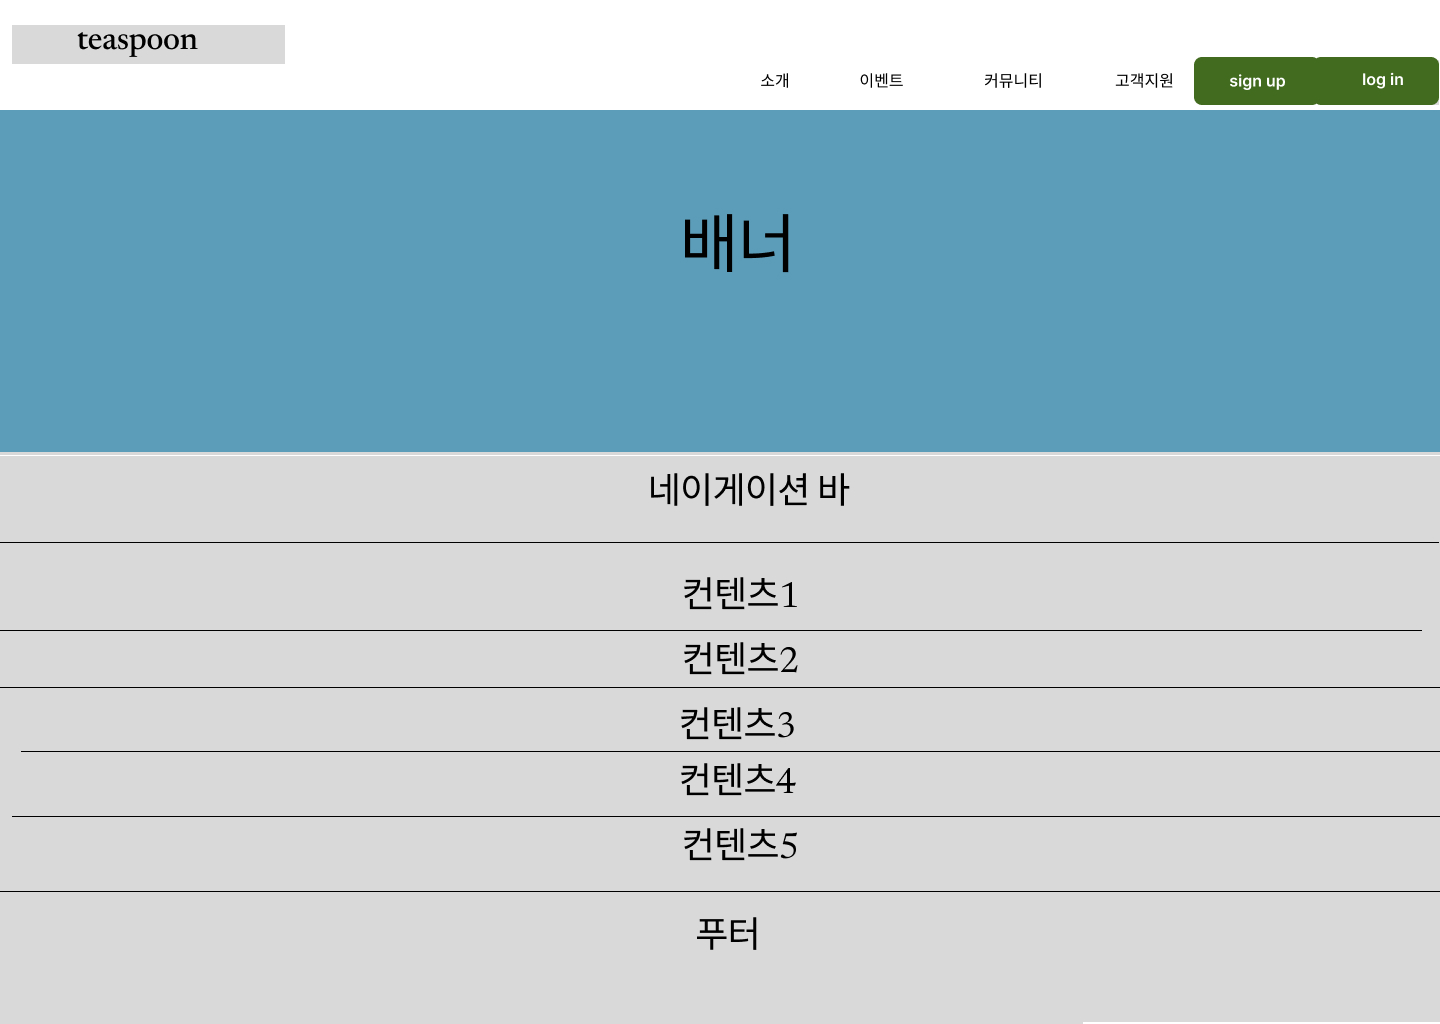 teaspoon
소개 이벤트 커뮤니티 고객지원 sign up log in
배너
네이게이션 바
컨텐츠1
컨텐츠2
컨텐츠3
컨텐츠4
컨텐츠5
푸터